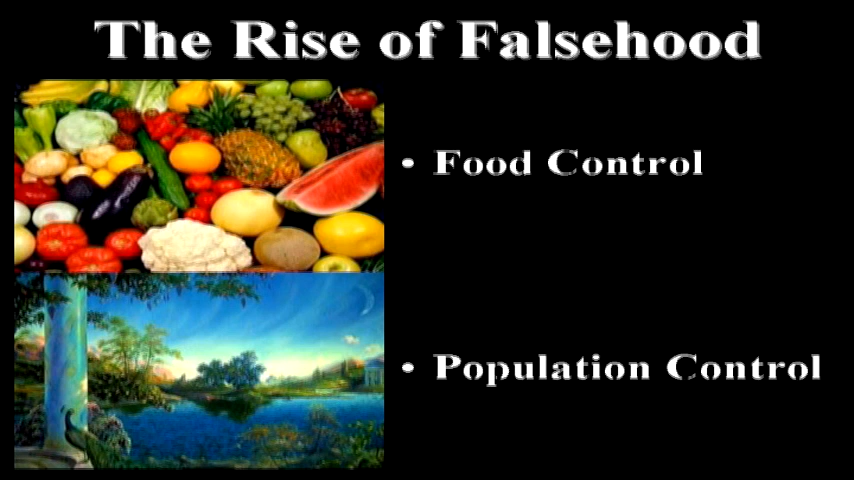 The Rise of Falsehood
• Food Control
• Population Control